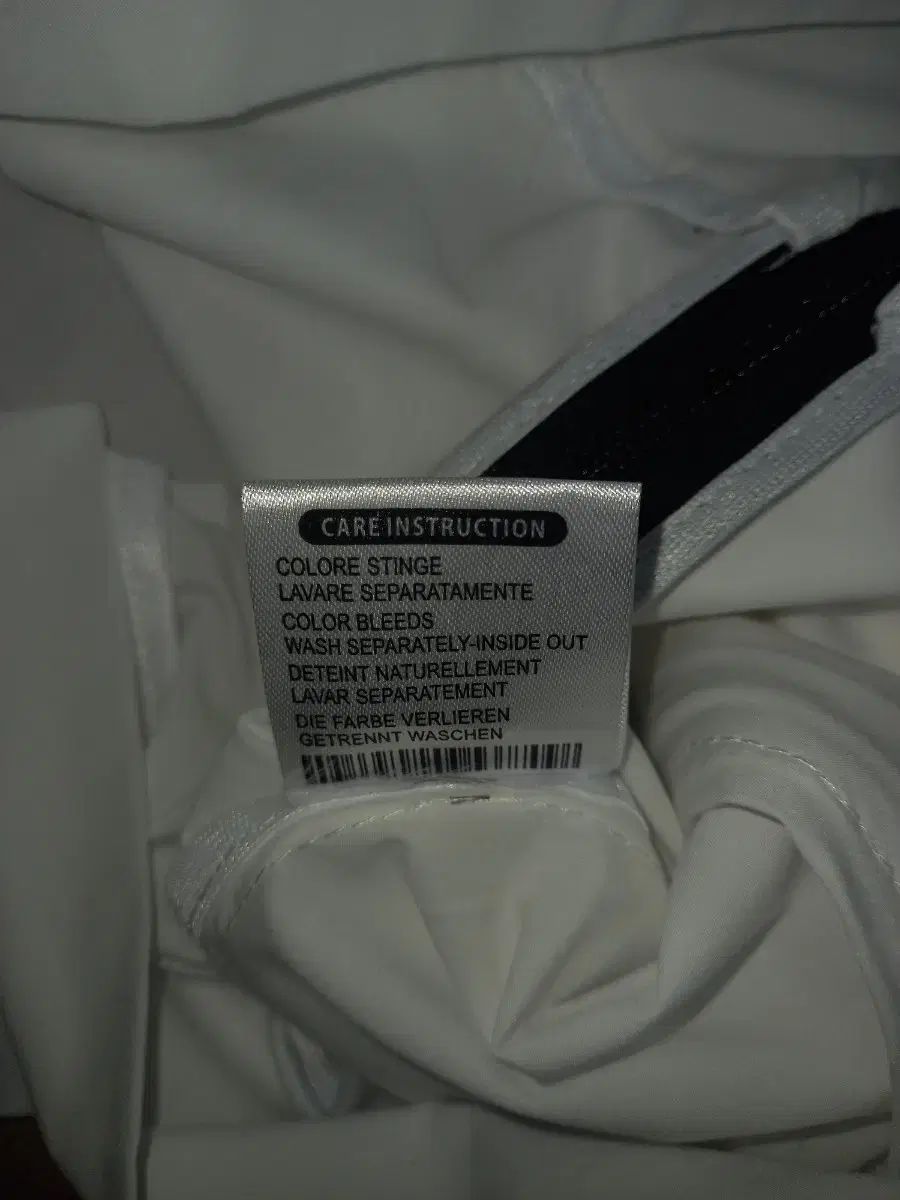 CARE INSTRUCTION
COLORE STINGE
LAVARE SEPARATAMENTE
COLOR BLEEDS
WASH SEPARATELY-INSIDE OUT
DETEINT NATURELLEMENT
LAVAR SEPARATEMENT
DIE FARBE VERLIEREN
GETRENNT WASCHEN